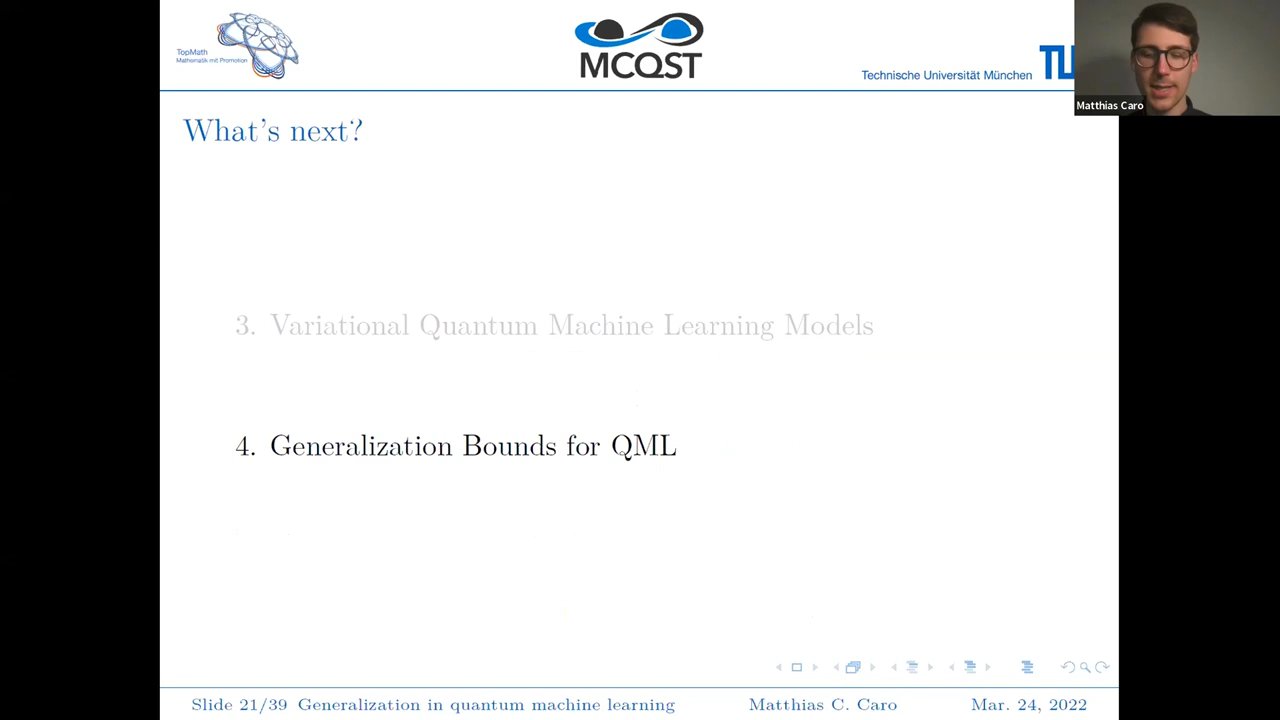 TopMath
Mathematik mit Promotion
MCQST
Technische Universität München
Matthias Caro
What's next?
3. Variational Quantum Machine Learning Models
4. Generalization Bounds for QML
Slide 21/39 Generalization in quantum machine learning Matthias C. Caro Mar. 24, 2022